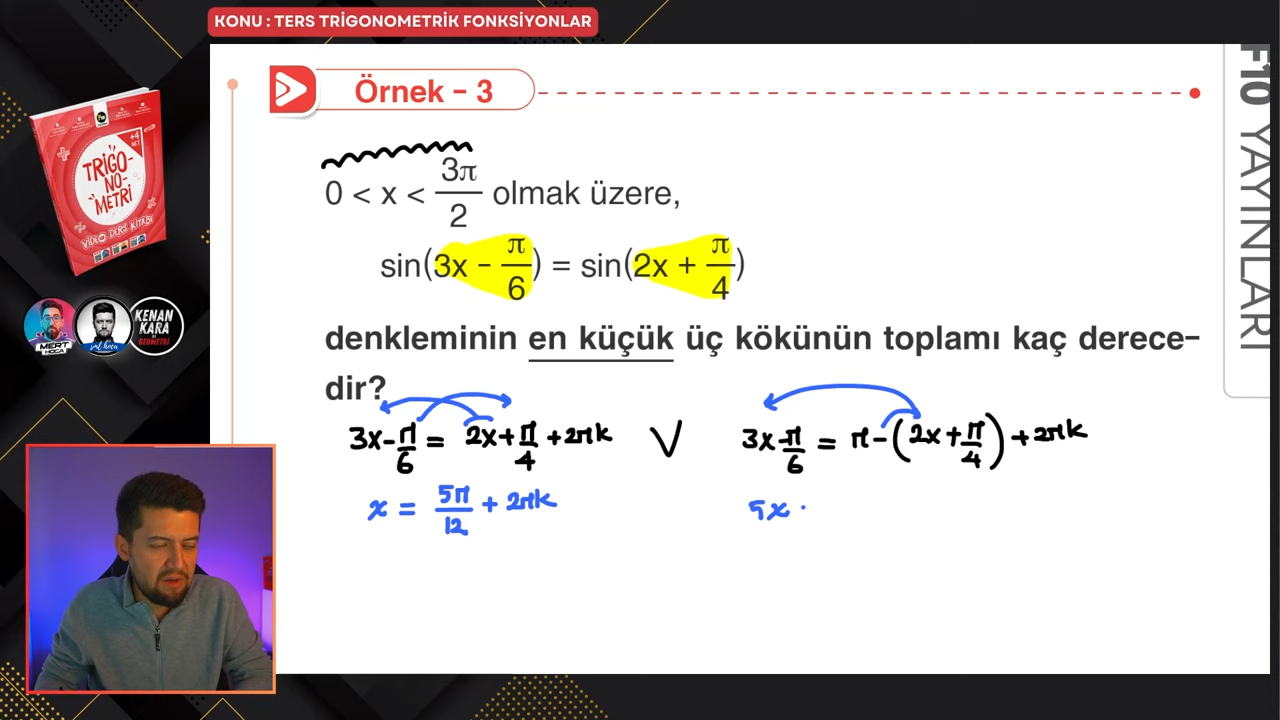 KONU : TERS TRİGONOMETRİK FONKSİYONLAR
Örnek – 3
F10 YAYINLARI
+4 NET
TRİGO-
NO-
METRİ
VİDEO DERS KİTABI
MERT HOCA
KENAN KARA GEOMETRİ
0 < x < 3π/2 olmak üzere,
sin(3x – π/6) = sin(2x + π/4)
denkleminin en küçük üç kökünün toplamı kaç derece–
dir?
3x – π/6 = 2x + π/4 + 2πk V 3x – π/6 = π – (2x + π/4) + 2πk
x = 5π/12 + 2πk 5x ·